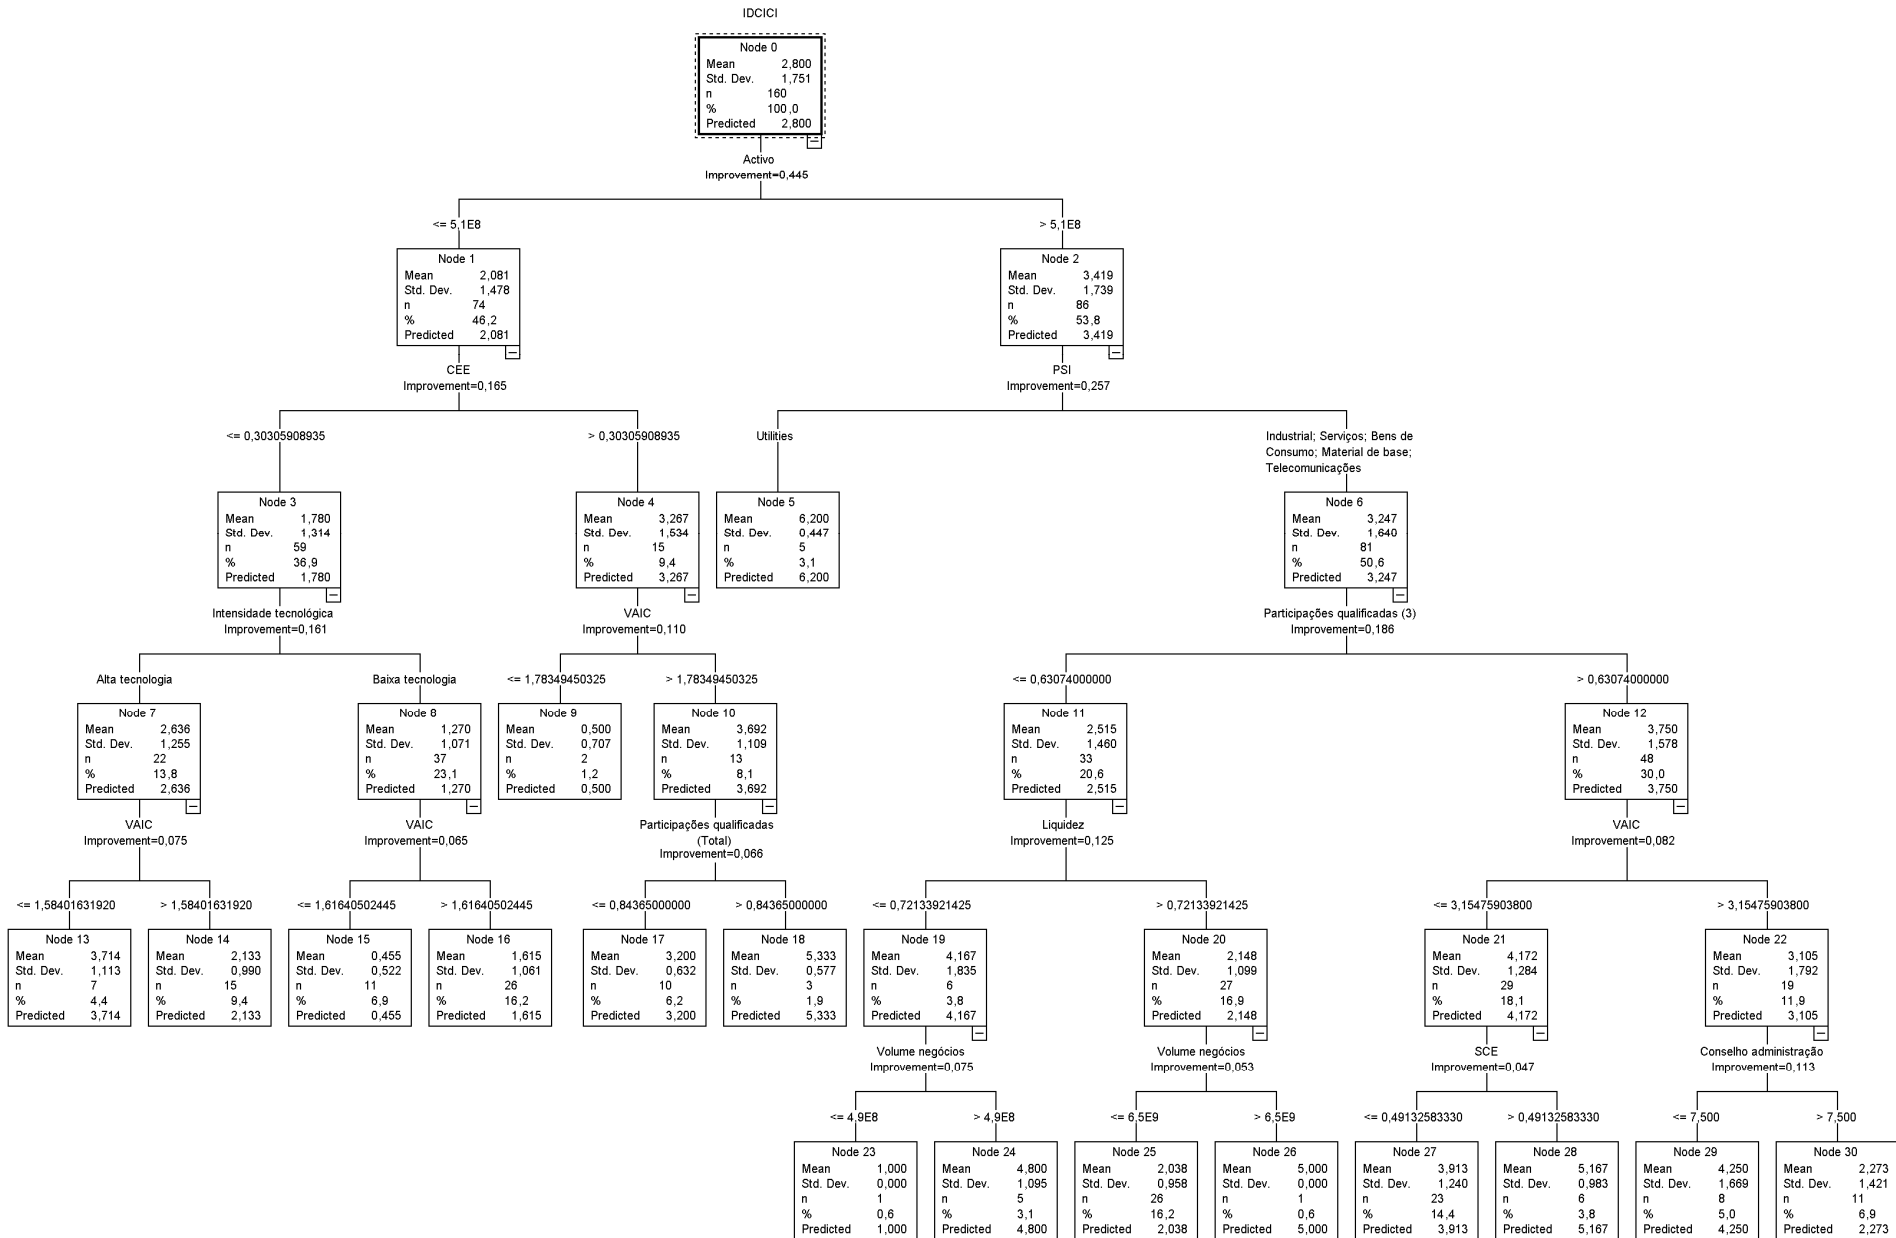 IDCICI
Node 0
Mean 2,800
Std. Dev. 1,751
n 160
% 100,0
Predicted 2,800
Activo
Improvement=0,445
<= 5,1E8
> 5,1E8
Node 1
Mean 2,081
Std. Dev. 1,478
n 74
% 46,2
Predicted 2,081
Node 2
Mean 3,419
Std. Dev. 1,739
n 86
% 53,8
Predicted 3,419
CEE
Improvement=0,165
PSI
Improvement=0,257
<= 0,30305908935
> 0,30305908935
Utilities
Industrial; Serviços; Bens de
Consumo; Material de base;
Telecomunicações
Node 3
Mean 1,780
Std. Dev. 1,314
n 59
% 36,9
Predicted 1,780
Node 4
Mean 3,267
Std. Dev. 1,534
n 15
% 9,4
Predicted 3,267
Node 5
Mean 6,200
Std. Dev. 0,447
n 5
% 3,1
Predicted 6,200
Node 6
Mean 3,247
Std. Dev. 1,640
n 81
% 50,6
Predicted 3,247
Intensidade tecnológica
Improvement=0,161
VAIC
Improvement=0,110
Participações qualificadas (3)
Improvement=0,186
Alta tecnologia
Baixa tecnologia
<= 1,78349450325
> 1,78349450325
<= 0,63074000000
> 0,63074000000
Node 7
Mean 2,636
Std. Dev. 1,255
n 22
% 13,8
Predicted 2,636
Node 8
Mean 1,270
Std. Dev. 1,071
n 37
% 23,1
Predicted 1,270
Node 9
Mean 0,500
Std. Dev. 0,707
n 2
% 1,2
Predicted 0,500
Node 10
Mean 3,692
Std. Dev. 1,109
n 13
% 8,1
Predicted 3,692
Node 11
Mean 2,515
Std. Dev. 1,460
n 33
% 20,6
Predicted 2,515
Node 12
Mean 3,750
Std. Dev. 1,578
n 48
% 30,0
Predicted 3,750
VAIC
Improvement=0,075
VAIC
Improvement=0,065
Participações qualificadas
(Total)
Improvement=0,066
Liquidez
Improvement=0,125
VAIC
Improvement=0,082
<= 1,58401631920
> 1,58401631920
<= 1,61640502445
> 1,61640502445
<= 0,84365000000
> 0,84365000000
<= 0,72133921425
> 0,72133921425
<= 3,15475903800
> 3,15475903800
Node 13
Mean 3,714
Std. Dev. 1,113
n 7
% 4,4
Predicted 3,714
Node 14
Mean 2,133
Std. Dev. 0,990
n 15
% 9,4
Predicted 2,133
Node 15
Mean 0,455
Std. Dev. 0,522
n 11
% 6,9
Predicted 0,455
Node 16
Mean 1,615
Std. Dev. 1,061
n 26
% 16,2
Predicted 1,615
Node 17
Mean 3,200
Std. Dev. 0,632
n 10
% 6,2
Predicted 3,200
Node 18
Mean 5,333
Std. Dev. 0,577
n 3
% 1,9
Predicted 5,333
Node 19
Mean 4,167
Std. Dev. 1,835
n 6
% 3,8
Predicted 4,167
Node 20
Mean 2,148
Std. Dev. 1,099
n 27
% 16,9
Predicted 2,148
Node 21
Mean 4,172
Std. Dev. 1,284
n 29
% 18,1
Predicted 4,172
Node 22
Mean 3,105
Std. Dev. 1,792
n 19
% 11,9
Predicted 3,105
Volume negócios
Improvement=0,075
Volume negócios
Improvement=0,053
SCE
Improvement=0,047
Conselho administração
Improvement=0,113
<= 4,9E8
> 4,9E8
<= 6,5E9
> 6,5E9
<= 0,49132583330
> 0,49132583330
<= 7,500
> 7,500
Node 23
Mean 1,000
Std. Dev. 0,000
n 1
% 0,6
Predicted 1,000
Node 24
Mean 4,800
Std. Dev. 1,095
n 5
% 3,1
Predicted 4,800
Node 25
Mean 2,038
Std. Dev. 0,958
n 26
% 16,2
Predicted 2,038
Node 26
Mean 5,000
Std. Dev. 0,000
n 1
% 0,6
Predicted 5,000
Node 27
Mean 3,913
Std. Dev. 1,240
n 23
% 14,4
Predicted 3,913
Node 28
Mean 5,167
Std. Dev. 0,983
n 6
% 3,8
Predicted 5,167
Node 29
Mean 4,250
Std. Dev. 1,669
n 8
% 5,0
Predicted 4,250
Node 30
Mean 2,273
Std. Dev. 1,421
n 11
% 6,9
Predicted 2,273